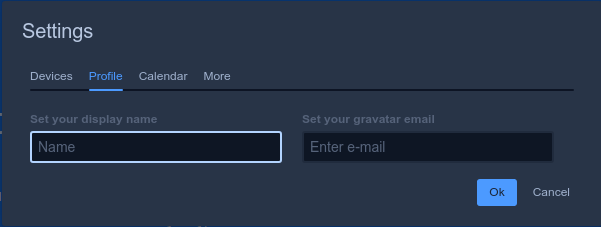 Settings
Devices Profile Calendar More
Set your display name Set your gravatar email
Name Enter e-mail
Ok Cancel